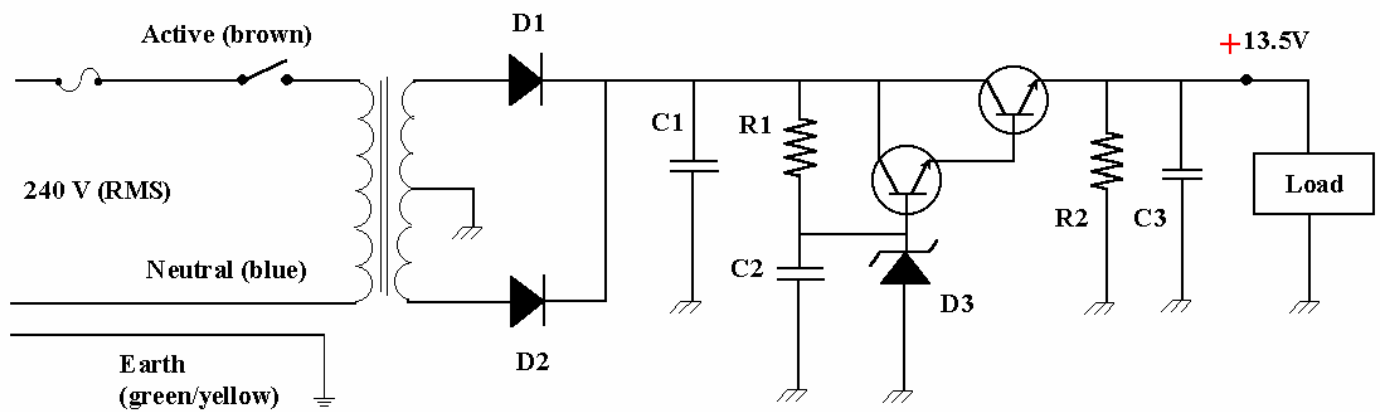 Active (brown)
240 V (RMS)
Neutral (blue)
Earth
(green/yellow)
D1
D2
C1
R1
C2
D3
R2
C3
+13.5V
Load